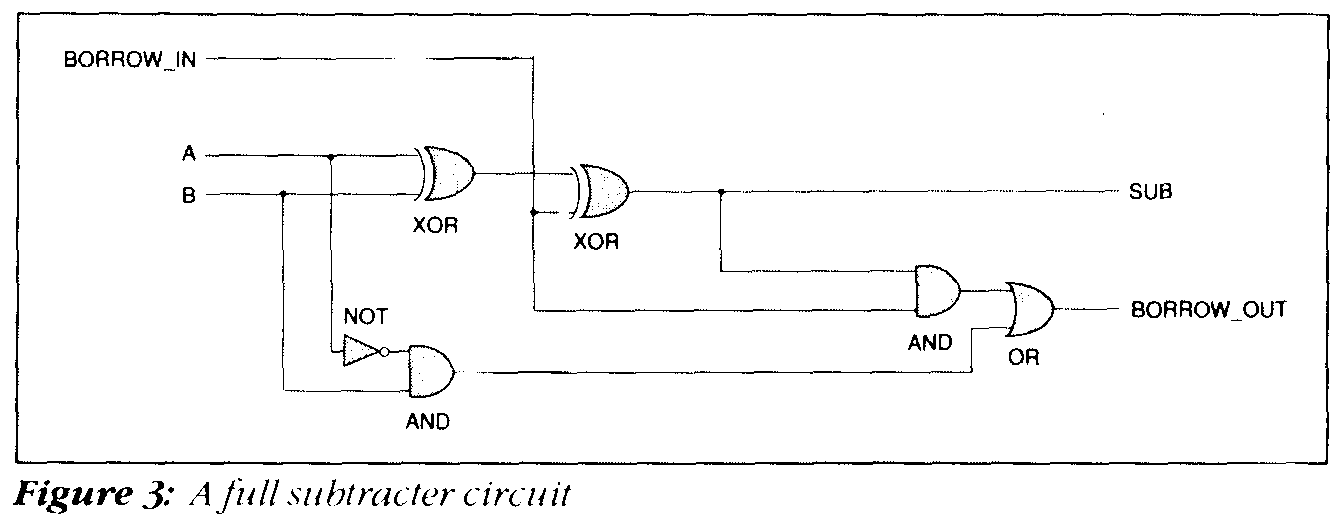 BORROW_IN
A
B
XOR
XOR
SUB
NOT
AND
AND
OR
BORROW_OUT
Figure 3: A full subtracter circuit